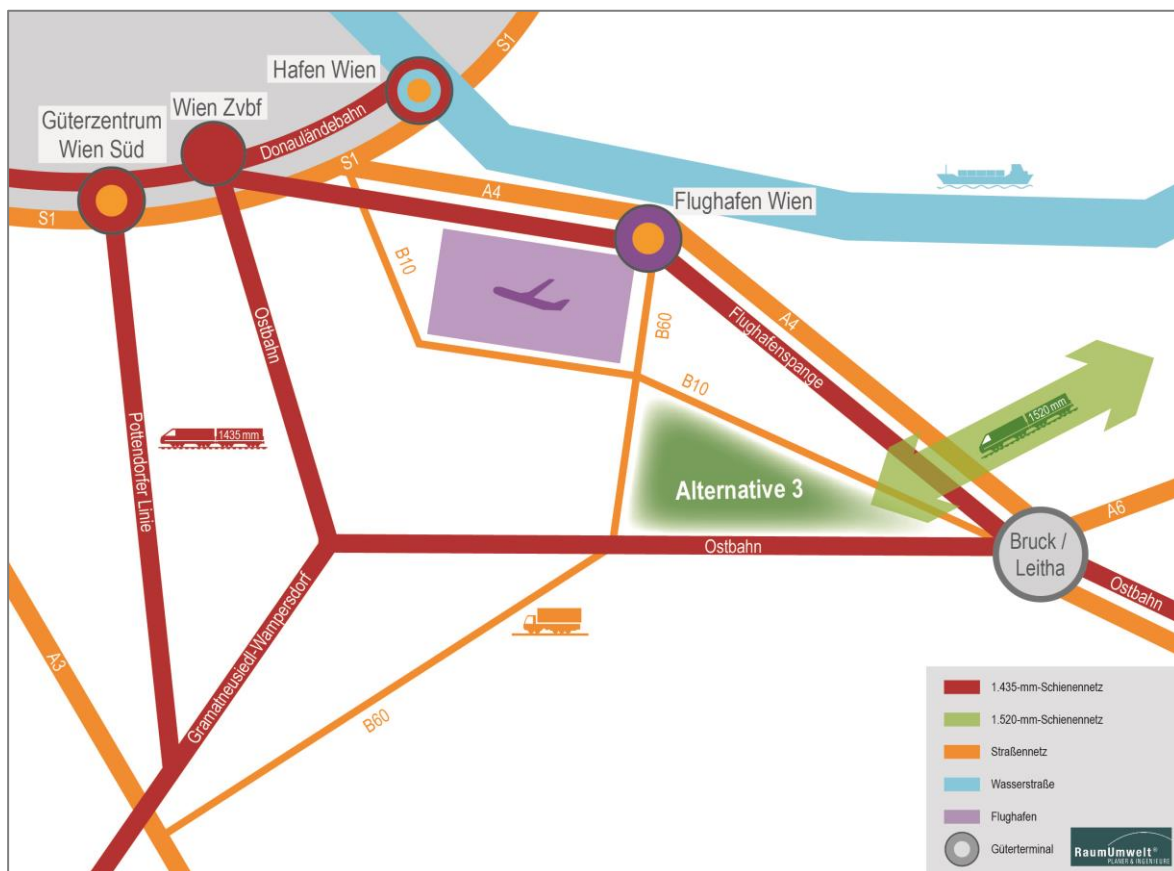 S1
Hafen Wien
Wien Zvbf
Güterzentrum
Wien Süd
Donauländebahn
S1
S1
A4
Flughafen Wien
B10
B60
A4
Flughafenspange
B10
1520 mm
Ostbahn
Pottendorfer Linie
1435 mm
Alternative 3
A6
Ostbahn
Bruck /
Leitha
Ostbahn
Gramatneusiedl-Wampersdorf
A3
B60
1.435-mm-Schienennetz
1.520-mm-Schienennetz
Straßennetz
Wasserstraße
Flughafen
Güterterminal
RaumUmwelt®
PLANER & INGENIEURE